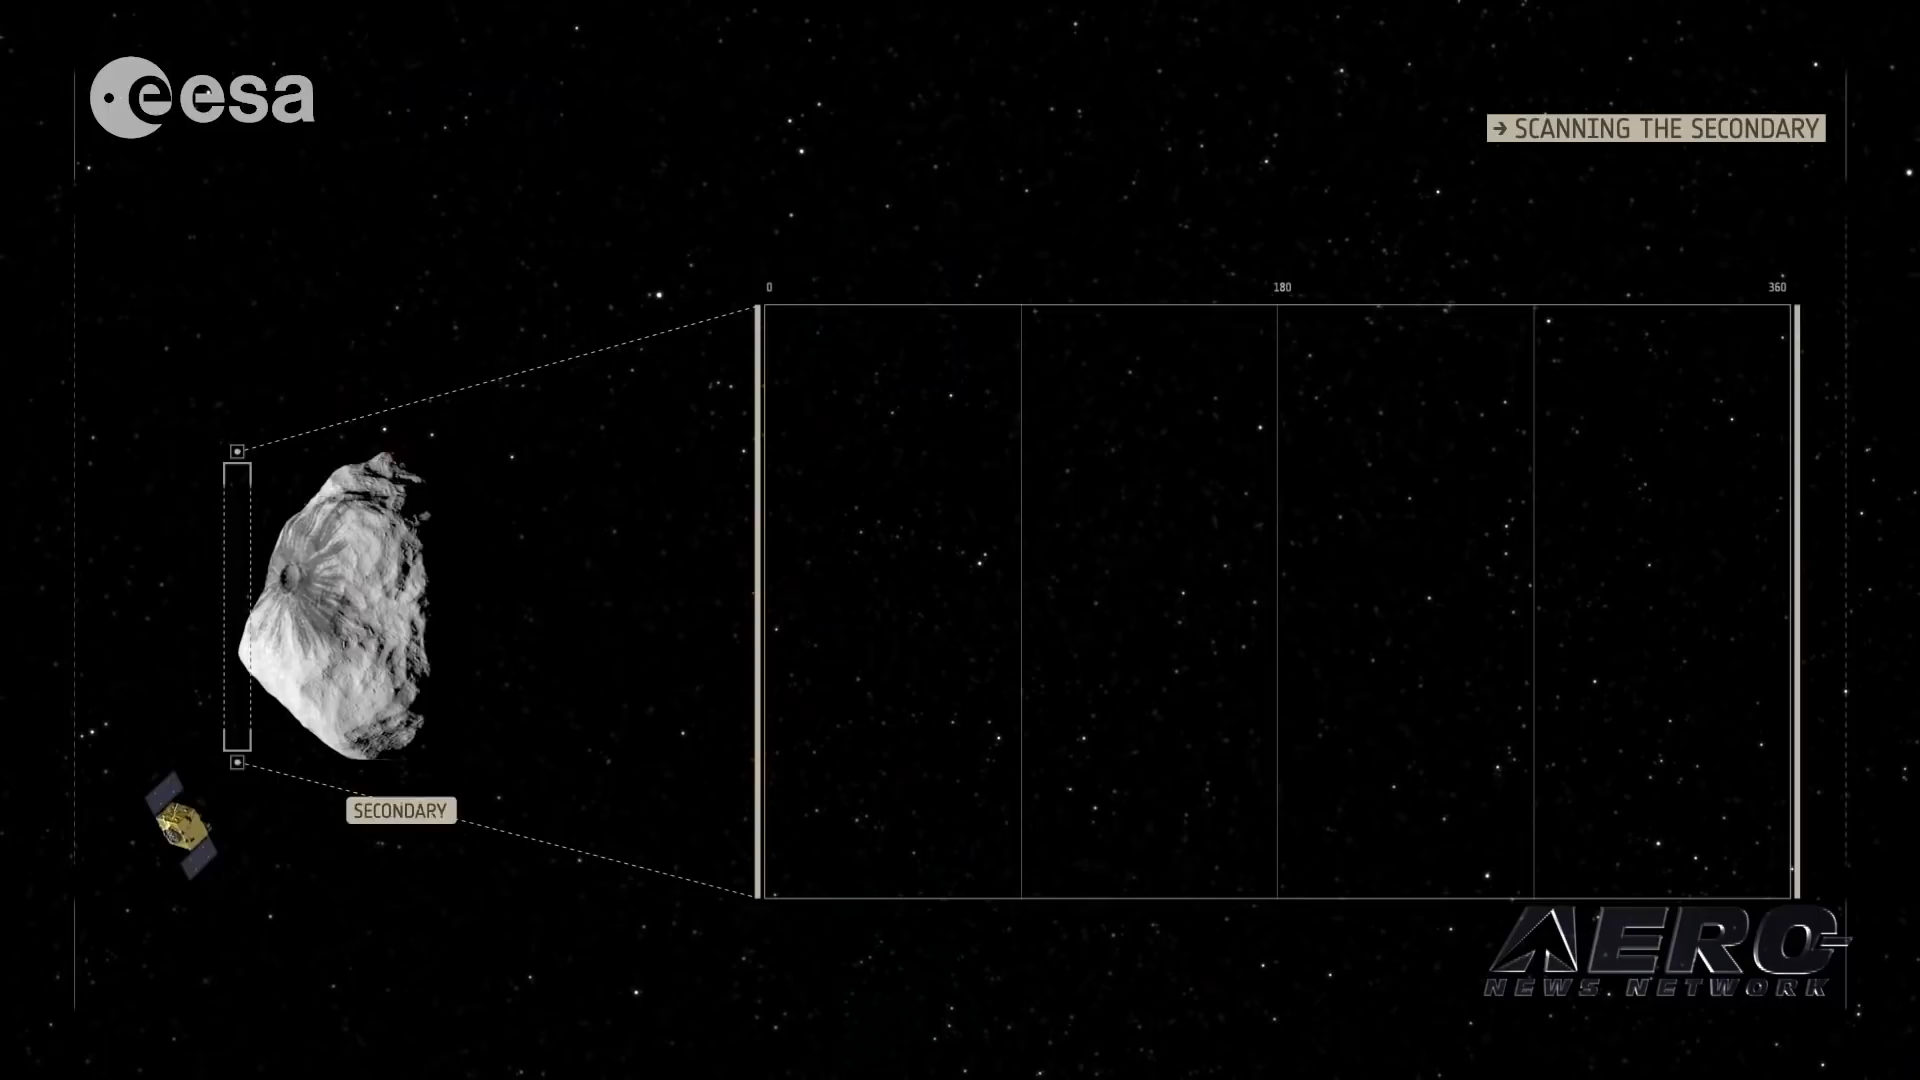 esa
→ SCANNING THE SECONDARY
0 180 360
SECONDARY
AERO-
NEWS.NETWORK